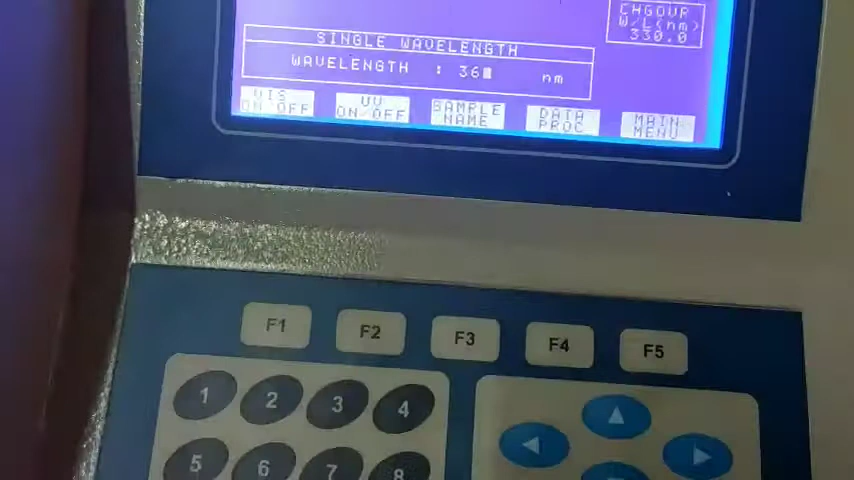 CHGOVR
W/L(nm)
330.0
SINGLE WAVELENGTH
WAVELENGTH : 36 nm
VIS
ON/OFF
UV
ON/OFF
SAMPLE
NAME
DATA
PROC
MAIN
MENU
F1 F2 F3 F4 F5
1 2 3 4
5 6 7 8